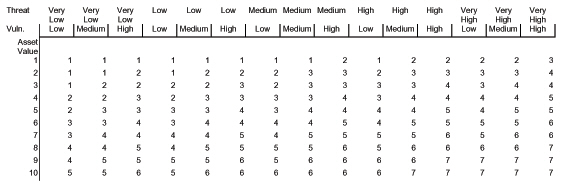 Threat Very Very Very Low Low Low Medium Medium Medium High High High Very Very Very
Low Low Low High High High
Vuln. Low Medium High Low Medium High Low Medium High Low Medium High Low Medium High
Asset
Value
1 1 1 1 1 1 1 1 1 2 1 2 2 2 2 3
2 1 1 2 1 2 2 2 3 3 2 3 3 3 3 4
3 1 2 2 2 2 3 2 3 3 3 3 4 3 4 4
4 2 2 3 2 3 3 3 3 4 3 4 4 4 4 5
5 2 3 3 3 3 4 3 4 4 4 4 5 4 5 5
6 3 3 4 3 4 4 4 4 5 4 5 5 5 5 6
7 3 4 4 4 4 5 4 5 5 5 5 6 5 6 6
8 4 4 5 4 5 5 5 5 6 5 6 6 6 6 7
9 4 5 5 5 5 6 5 6 6 6 6 7 7 7 7
10 5 5 6 5 6 6 6 6 6 6 7 7 7 7 7